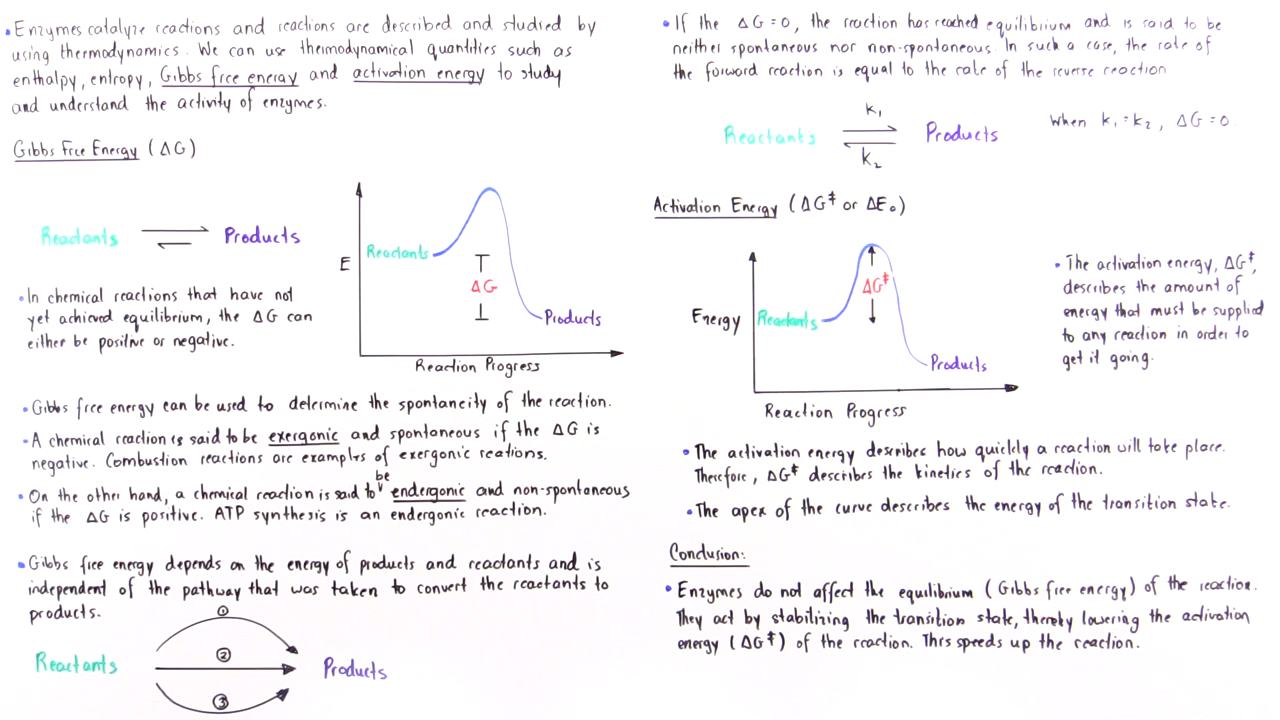 • Enzymes catalyze reactions and reactions are described and studied by
using thermodynamics. We can use thermodynamical quantities such as
enthalpy, entropy, Gibbs free energy and activation energy to study
and understand the activity of enzymes.
Gibbs Free Energy (ΔG)
Reactants
Products
E
Reactants
ΔG
Products
Reaction Progress
• In chemical reactions that have not
yet achieved equilibrium, the ΔG can
either be positive or negative.
• Gibbs free energy can be used to determine the spontaneity of the reaction.
• A chemical reaction is said to be exergonic and spontaneous if the ΔG is
negative. Combustion reactions are examples of exergonic reations.
• On the other hand, a chemical reaction is said to be endergonic and non-spontaneous
if the ΔG is positive. ATP synthesis is an endergonic reaction.
• Gibbs free energy depends on the energy of products and reactants and is
independent of the pathway that was taken to convert the reactants to
products.
①
Reactants
②
Products
③
• If the ΔG=0, the reaction has reached equilibrium and is said to be
neither spontaneous nor non-spontaneous. In such a case, the rate of
the forward reaction is equal to the rate of the reverse reaction
Reactants
k₁
k₂
Products
When k₁=k₂, ΔG=0.
Activation Energy (ΔG‡ or ΔEₐ)
Energy
Reactants
ΔG‡
Products
Reaction Progress
• The activation energy, ΔG‡,
describes the amount of
energy that must be supplied
to any reaction in order to
get it going.
• The activation energy describes how quickly a reaction will take place.
Therefore, ΔG‡ describes the kinetics of the reaction.
• The apex of the curve describes the energy of the transition state.
Conclusion:
• Enzymes do not affect the equilibrium (Gibbs free energy) of the reaction.
They act by stabilizing the transition state, thereby lowering the activation
energy (ΔG‡) of the reaction. This speeds up the reaction.